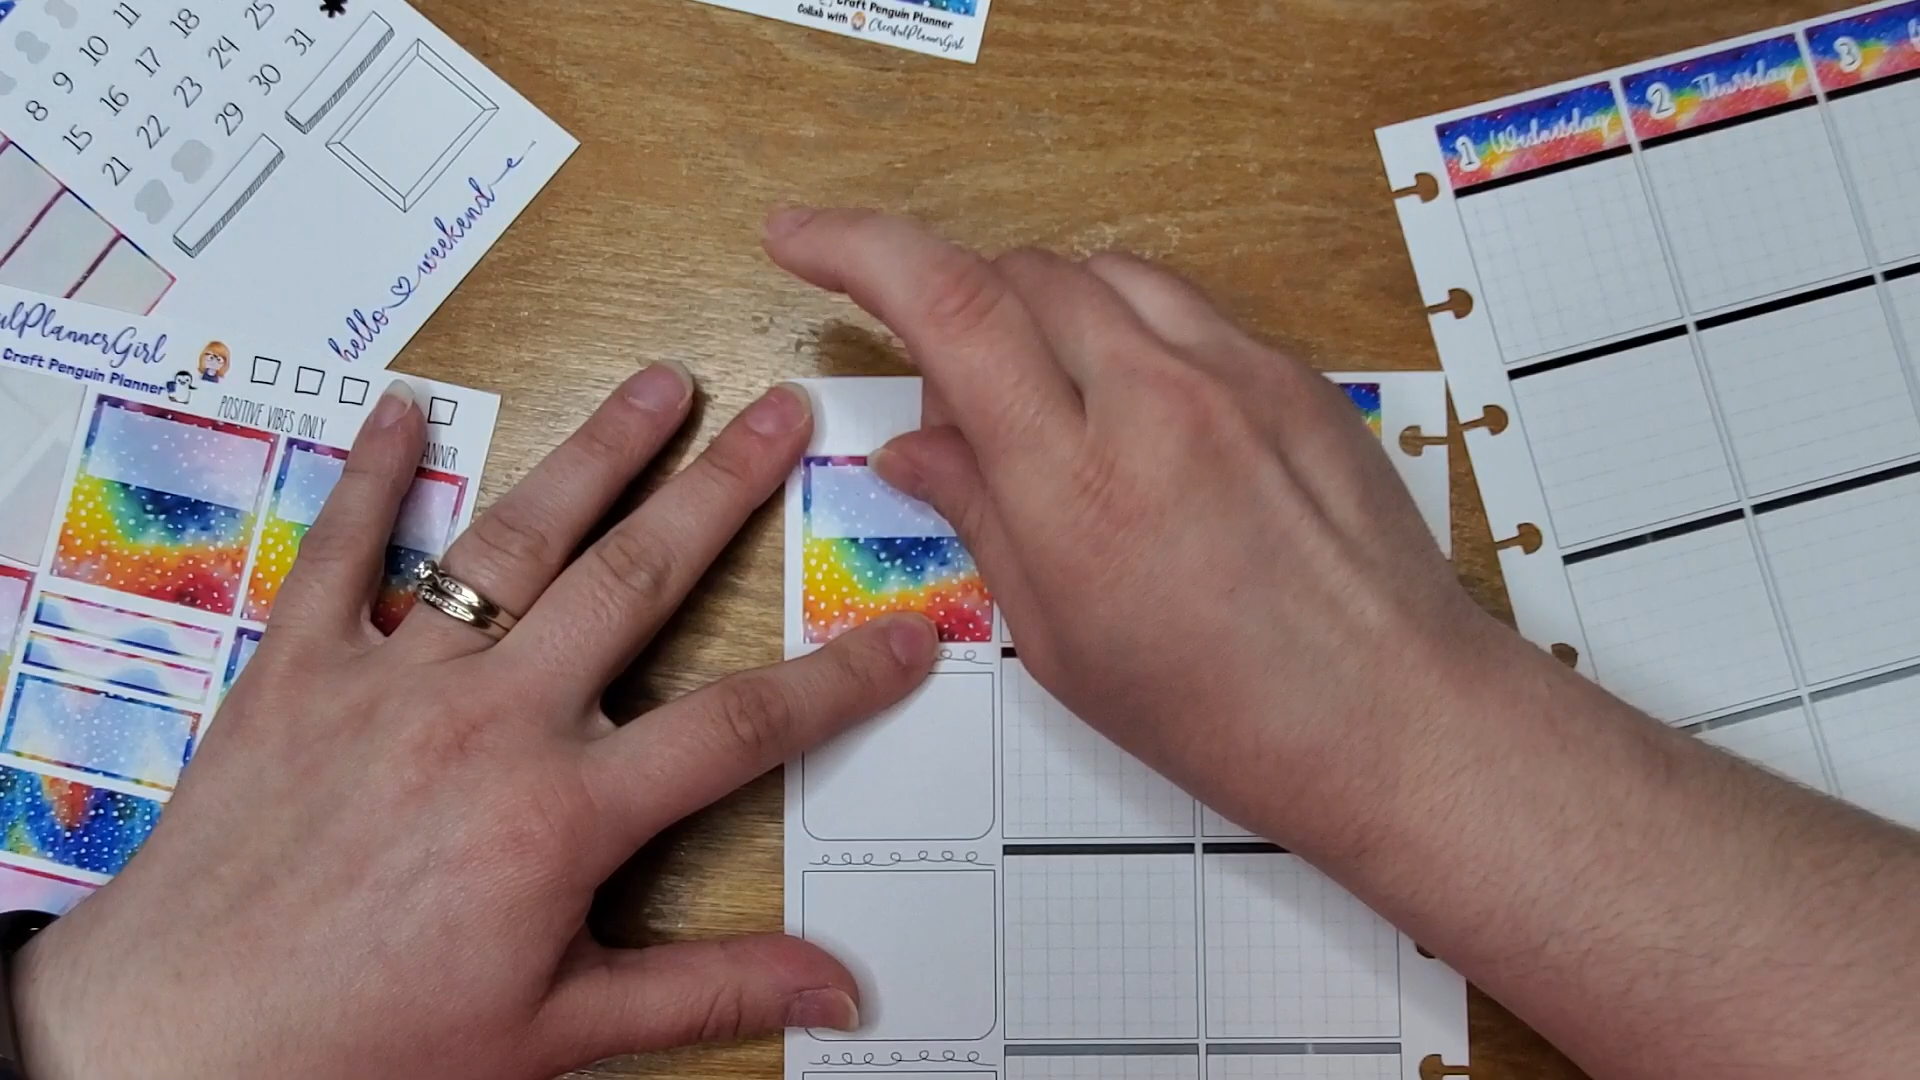 11 18 25
10 17 24 31
9 16 23 30
8 15 22 29
21
hello weekend
Craft Penguin Planner
Collab with CheerfulPlannerGirl
1 Wednesday
2 Thursday
3
ulPlannerGirl
Craft Penguin Planner
POSITIVE VIBES ONLY
ANNER